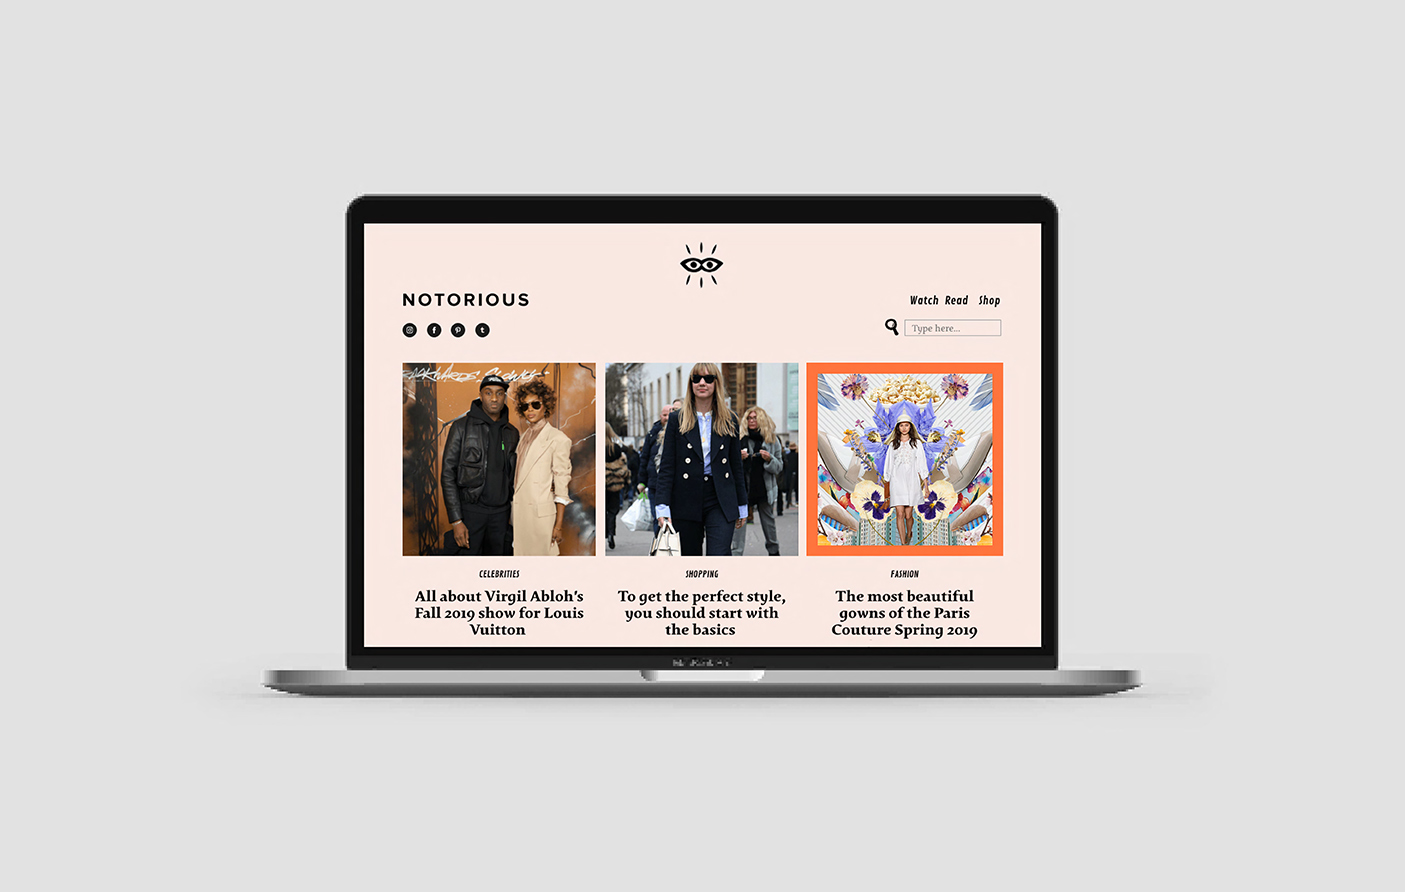 NOTORIOUS
Watch Read Shop
Type here...
CELEBRITIES
All about Virgil Abloh's
Fall 2019 show for Louis
Vuitton
SHOPPING
To get the perfect style,
you should start with
the basics
FASHION
The most beautiful
gowns of the Paris
Couture Spring 2019